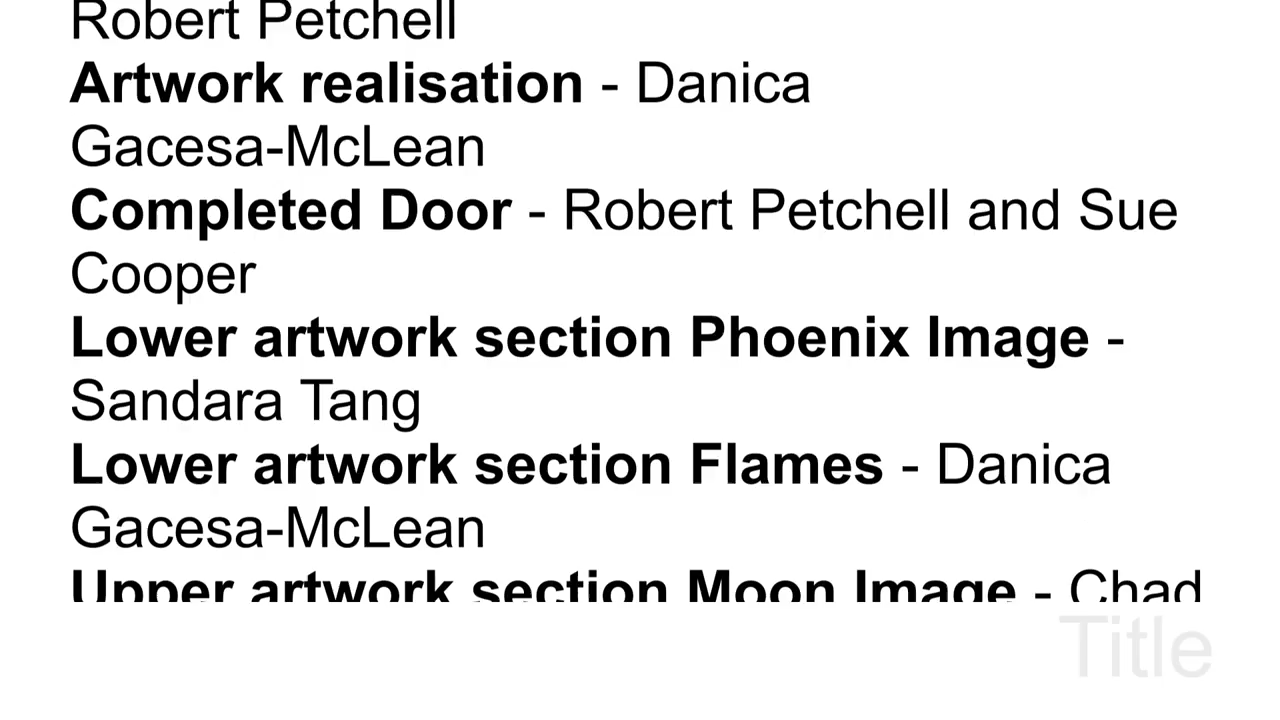 Robert Petchell
Artwork realisation - Danica
Gacesa-McLean
Completed Door - Robert Petchell and Sue
Cooper
Lower artwork section Phoenix Image -
Sandara Tang
Lower artwork section Flames - Danica
Gacesa-McLean
Upper artwork section Moon Image - Chad
Title